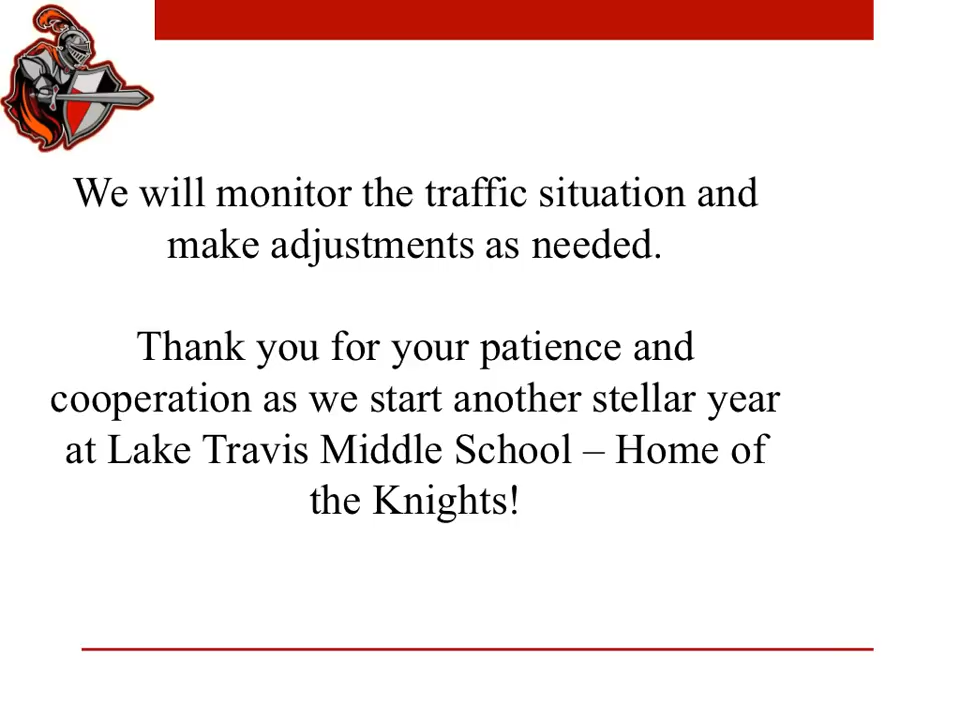 We will monitor the traffic situation and
make adjustments as needed.
Thank you for your patience and
cooperation as we start another stellar year
at Lake Travis Middle School – Home of
the Knights!